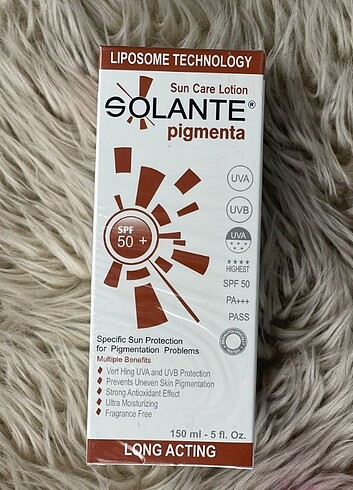 LIPOSOME TECHNOLOGY
Sun Care Lotion
SOLANTE®
pigmenta
UVA
UVB
SPF
50 +
UVA
★★★★
HIGHEST
SPF 50
PA+++
PASS
Specific Sun Protection
for Pigmentation Problems
Multiple Benefits
Vert Hing UVA and UVB Protection
Prevents Uneven Skin Pigmentation
Strong Antioxidant Effect
Ultra Moisturizing
Fragrance Free
150 ml - 5 fl. Oz.
LONG ACTING